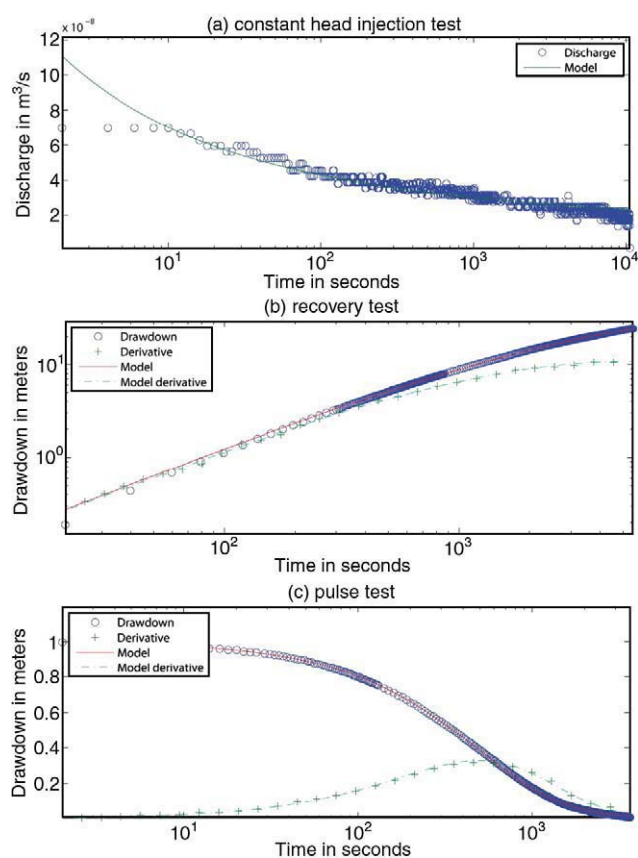 (a) constant head injection test
× 10⁻⁸
12
10
8
6
4
2
Discharge in m³/s
Discharge
Model
10¹
10²
10³
10⁴
Time in seconds
(b) recovery test
Drawdown
Derivative
Model
Model derivative
10¹
10⁰
Drawdown in meters
10²
10³
Time in seconds
(c) pulse test
Drawdown
Derivative
Model
Model derivative
1
0.8
0.6
0.4
0.2
Drawdown in meters
10¹
10²
10³
Time in seconds